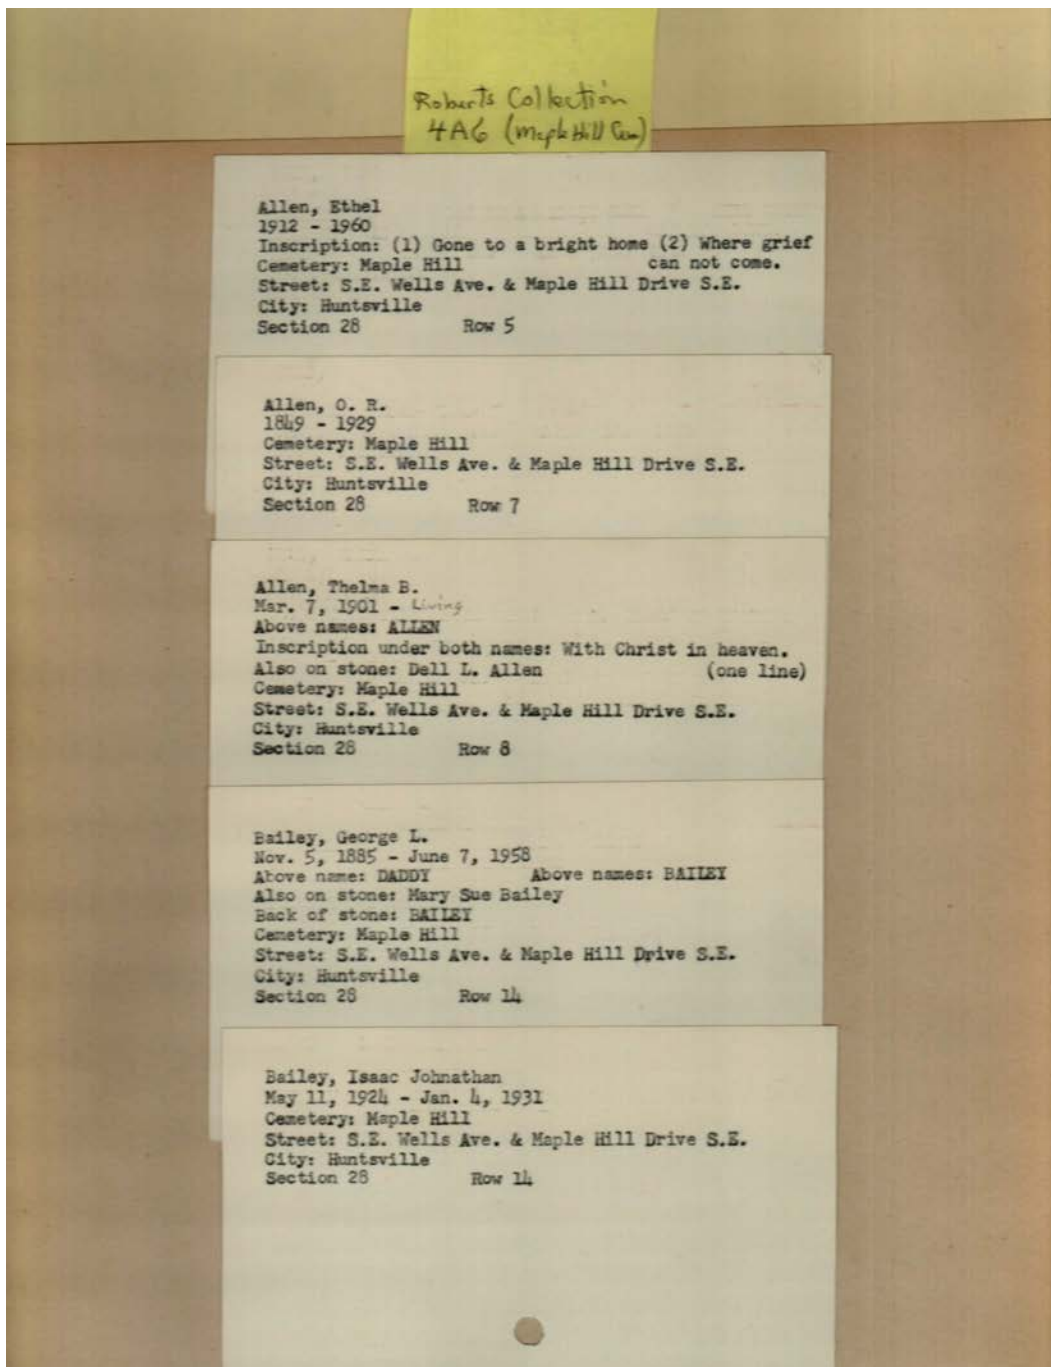 Roberts Collection
4A6 (Maple Hill Cem)
Allen, Ethel
1912 - 1960
Inscription: (1) Gone to a bright home (2) Where grief
Cemetery: Maple Hill can not come.
Street: S.E. Wells Ave. & Maple Hill Drive S.E.
City: Huntsville
Section 28 Row 5
Allen, O. R.
1849 - 1929
Cemetery: Maple Hill
Street: S.E. Wells Ave. & Maple Hill Drive S.E.
City: Huntsville
Section 28 Row 7
Allen, Thelma B.
Mar. 7, 1901 - Living
Above names: ALLEN
Inscription under both names: With Christ in heaven.
Also on stone: Dell L. Allen (one line)
Cemetery: Maple Hill
Street: S.E. Wells Ave. & Maple Hill Drive S.E.
City: Huntsville
Section 28 Row 8
Bailey, George L.
Nov. 5, 1885 - June 7, 1958
Above name: DADDY Above names: BAILEY
Also on stone: Mary Sue Bailey
Back of stone: BAILEY
Cemetery: Maple Hill
Street: S.E. Wells Ave. & Maple Hill Drive S.E.
City: Huntsville
Section 28 Row 14
Bailey, Isaac Johnathan
May 11, 1924 - Jan. 4, 1931
Cemetery: Maple Hill
Street: S.E. Wells Ave. & Maple Hill Drive S.E.
City: Huntsville
Section 28 Row 14